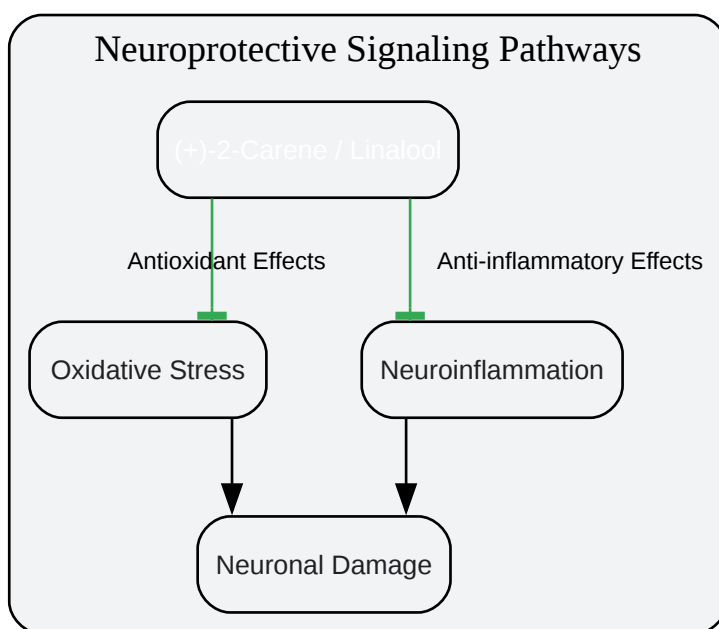 Neuroprotective Signaling Pathways
(+)-2-Carene / Linalool
Antioxidant Effects
Anti-inflammatory Effects
Oxidative Stress
Neuroinflammation
Neuronal Damage